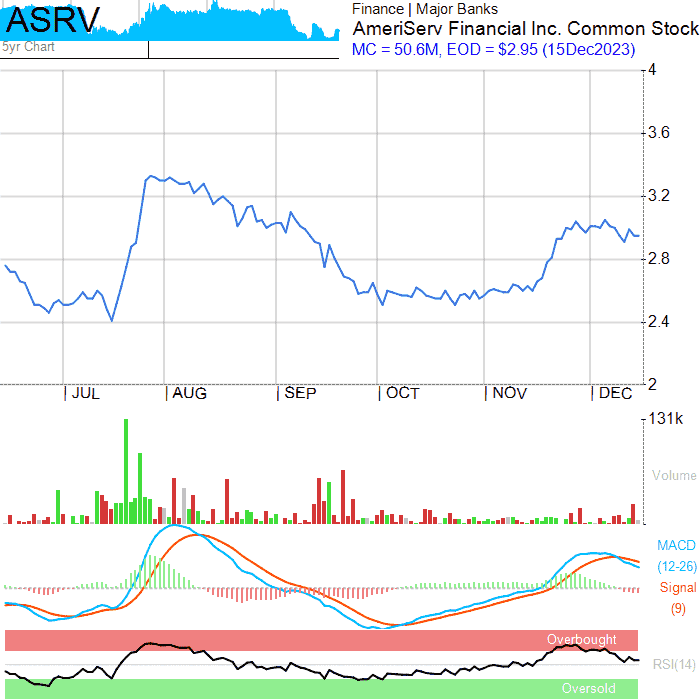 ASRV
5yr Chart
Finance | Major Banks
AmeriServ Financial Inc. Common Stock
MC = 50.6M, EOD = $2.95 (15Dec2023)
4
3.6
3.2
2.8
2.4
2
JUL AUG SEP OCT NOV DEC
131k
Volume
MACD
(12-26)
Signal
(9)
Overbought
RSI(14)
Oversold